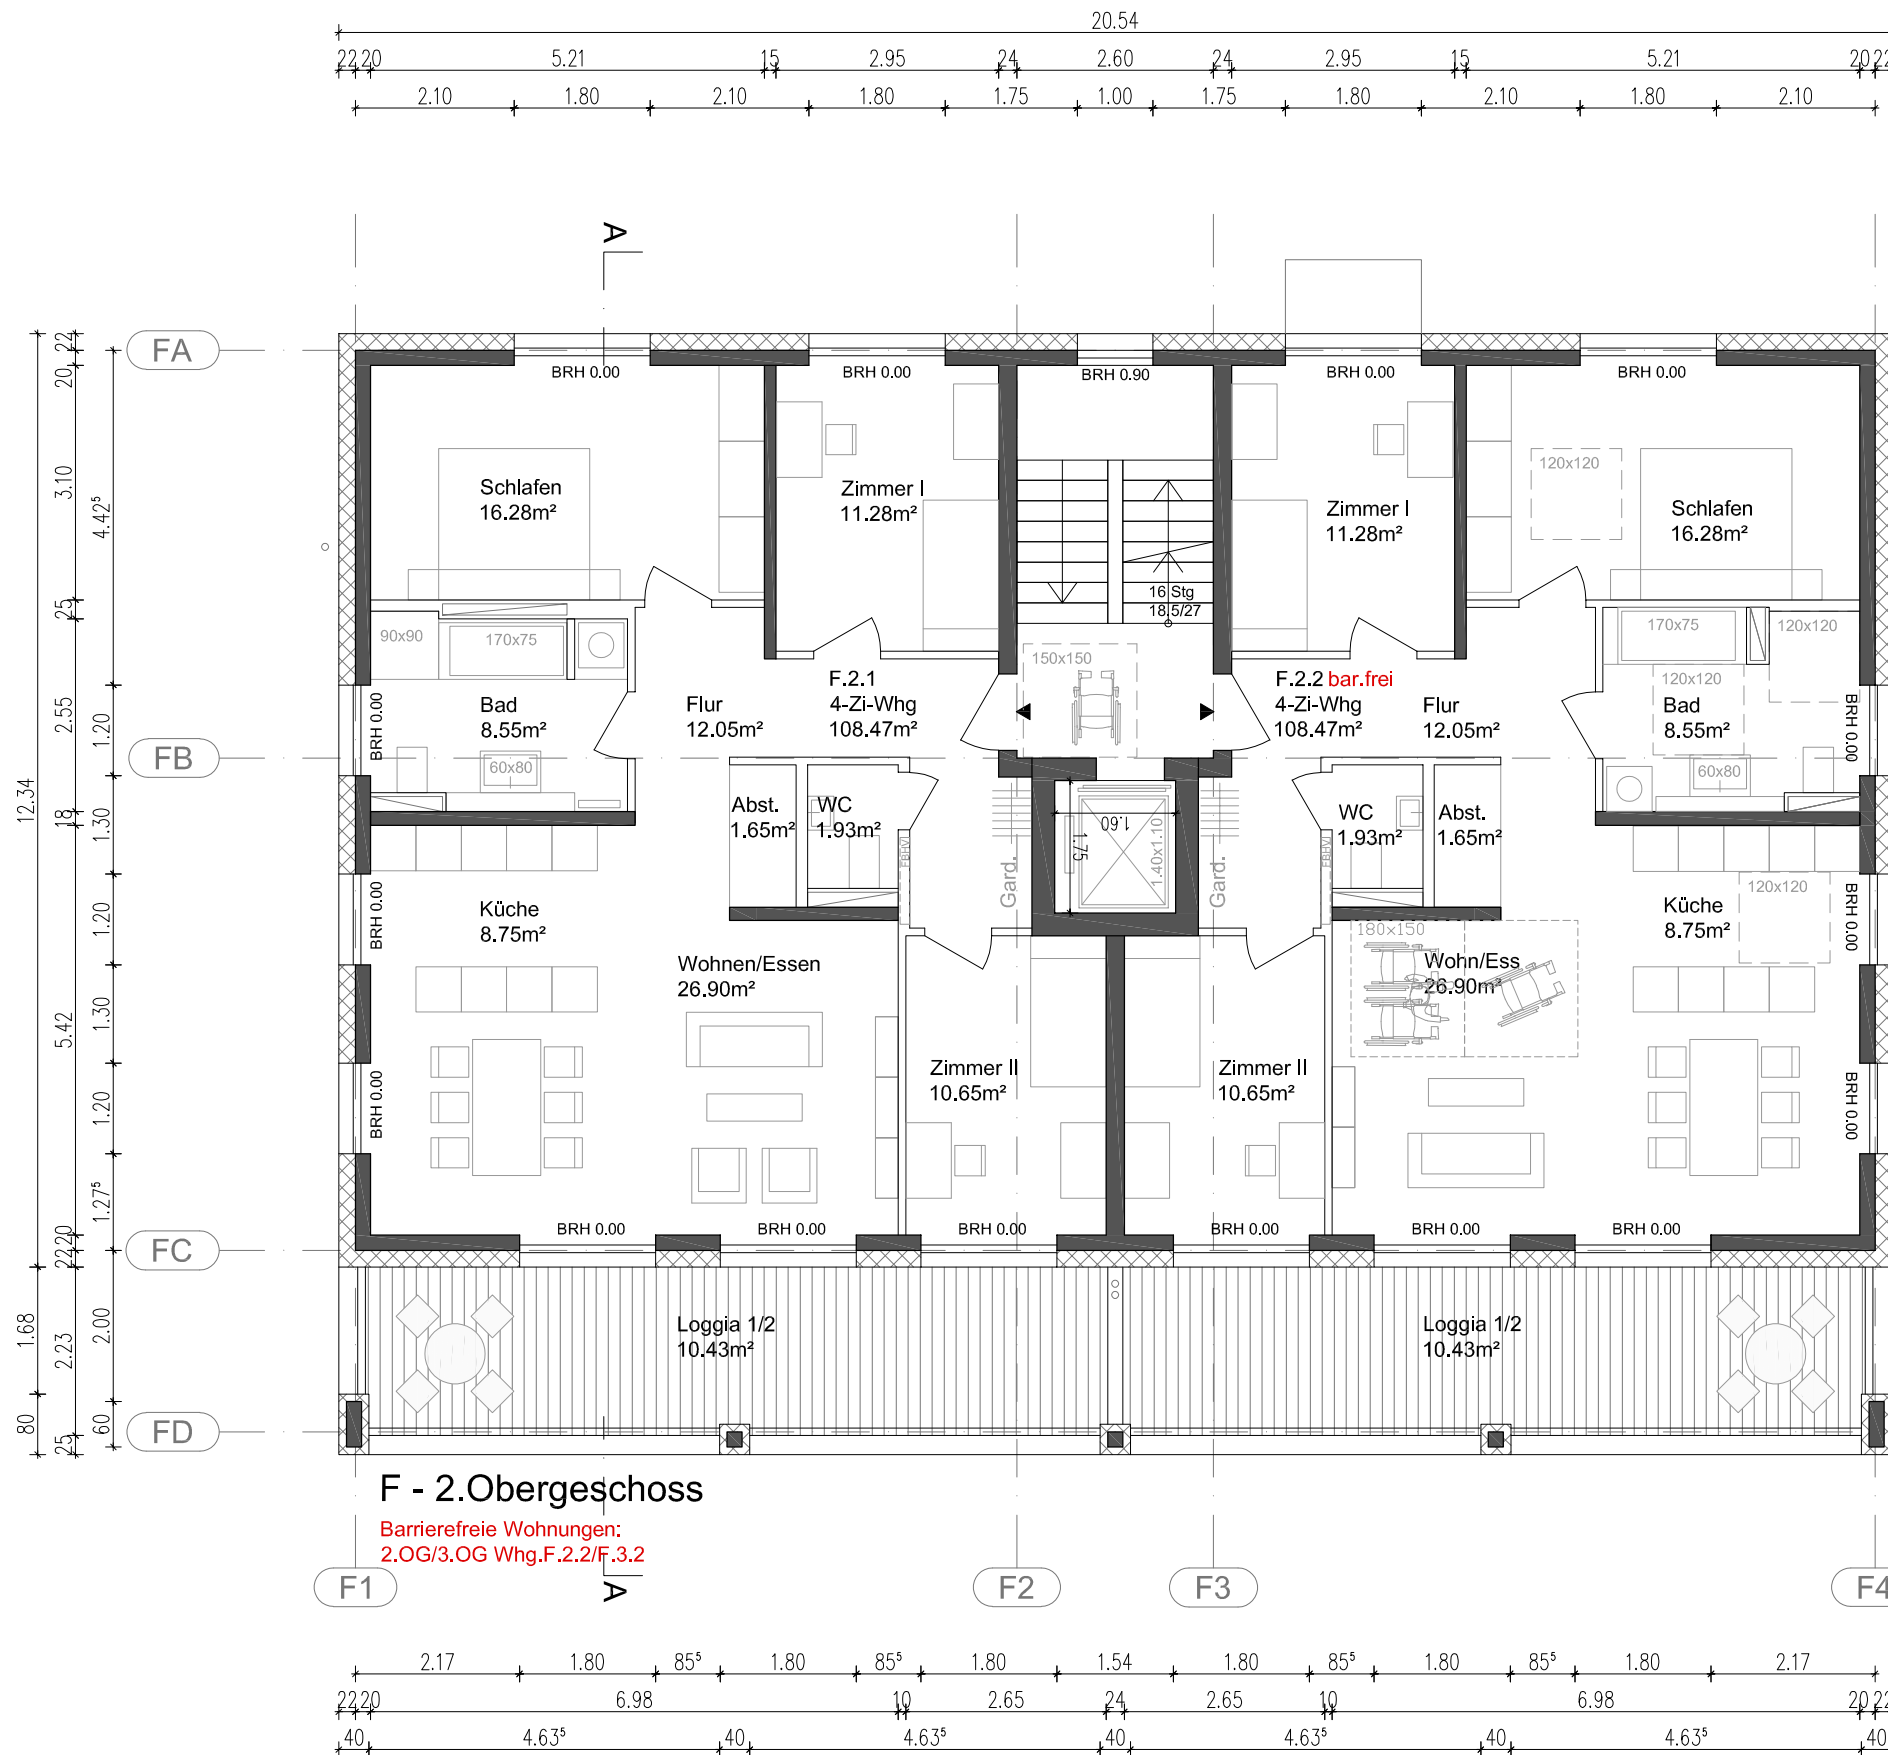 20.54
22 20 5.21 15 2.95 24 2.60 24 2.95 15 5.21 20 22
2.10 1.80 2.10 1.80 1.75 1.00 1.75 1.80 2.10 1.80 2.10
A
FA
BRH 0.00 BRH 0.00 BRH 0.90 BRH 0.00 BRH 0.00
Schlafen
16.28m²
Zimmer I
11.28m²
Zimmer I
11.28m²
120x120
Schlafen
16.28m²
16 Stg
18,5/27
90x90
170x75
150x150
170x75
120x120
120x120
Bad
8.55m²
Flur
12.05m²
F.2.1
4-Zi-Whg
108.47m²
F.2.2 bar.frei
4-Zi-Whg
108.47m²
Flur
12.05m²
Bad
8.55m²
BRH 0.00
BRH 0.00
FB
60x80
60x80
Abst.
1.65m²
WC
1.93m²
Gard.
1.60
1.75
1.40x1.10
Gard.
WC
1.93m²
Abst.
1.65m²
FBHV
FBHV
Küche
8.75m²
BRH 0.00
Küche
8.75m²
120x120
BRH 0.00
180x150
Wohnen/Essen
26.90m²
Wohn/Ess
26.90m²
Zimmer II
10.65m²
Zimmer II
10.65m²
BRH 0.00
BRH 0.00
BRH 0.00 BRH 0.00 BRH 0.00 BRH 0.00 BRH 0.00 BRH 0.00
FC
Loggia 1/2
10.43m²
Loggia 1/2
10.43m²
FD
12.34
1.68
80
22
20
3.10
25
2.55
18
5.42
20
22
2.23
25
4.42⁵
1.20
1.30
1.20
1.30
1.20
1.27⁵
2.00
60
F - 2.Obergeschoss
Barrierefreie Wohnungen:
2.OG/3.OG Whg.F.2.2/F.3.2
A
F1 F2 F3 F4
2.17 1.80 85⁵ 1.80 85⁵ 1.80 1.54 1.80 85⁵ 1.80 85⁵ 1.80 2.17
22 20 6.98 10 2.65 24 2.65 10 6.98 20 22
40 4.63⁵ 40 4.63⁵ 40 4.63⁵ 40 4.63⁵ 40